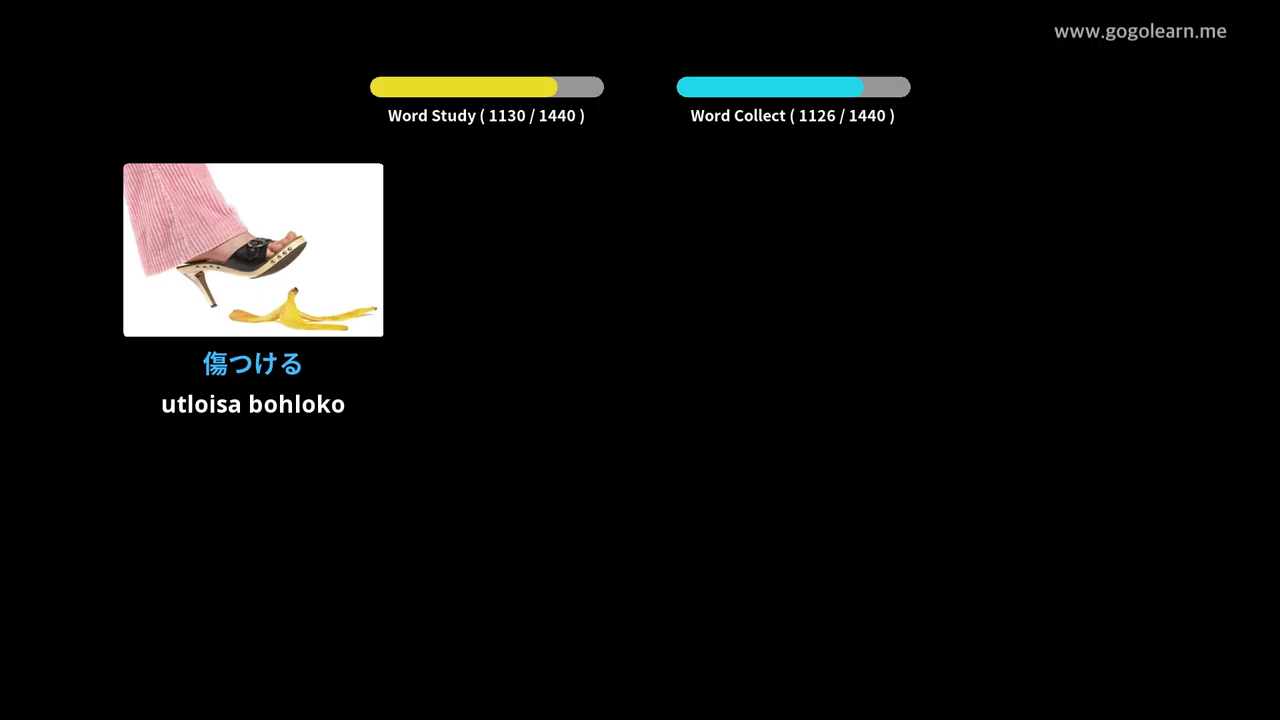 www.gogolearn.me
Word Study ( 1130 / 1440 )
Word Collect ( 1126 / 1440 )
傷つける
utloisa bohloko